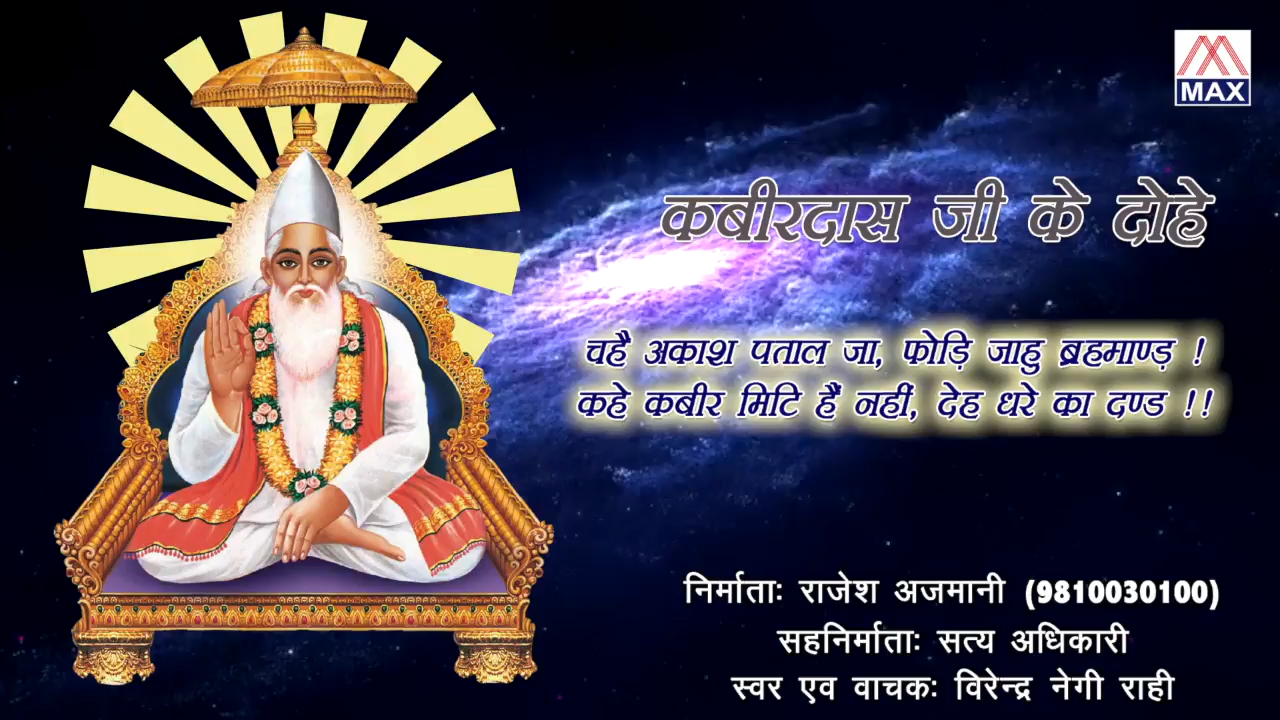 MAX
कबीरदास जी के दोहे
चहै अकाश पताल जा, फोड़ि जाहु ब्रहमाण्ड़ !
कहे कबीर मिटि हैं नहीं, देह धरे का दण्ड !!
निर्माताः राजेश अजमानी (9810030100)
सहनिर्माताः सत्य अधिकारी
स्वर एव वाचकः विरेन्द्र नेगी राही